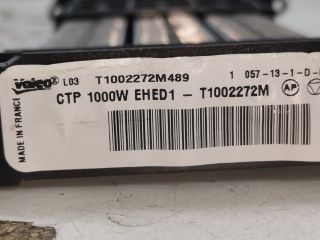 Valeo® L03 T1002272M489 1 057-13-1-D-
CTP 1000W EHED1 - T1002272M AP
MADE IN FRANCE